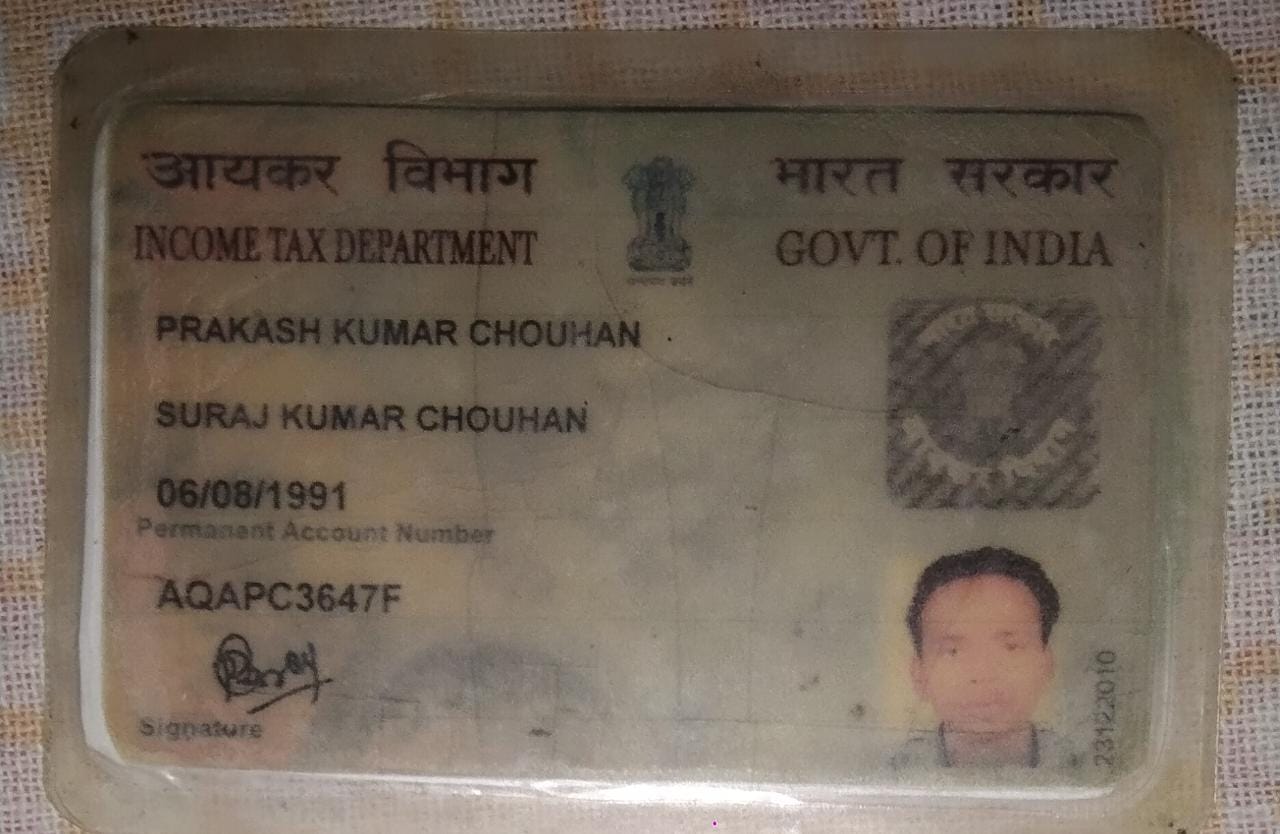 आयकर विभाग
INCOME TAX DEPARTMENT
भारत सरकार
GOVT. OF INDIA
PRAKASH KUMAR CHOUHAN
SURAJ KUMAR CHOUHAN
06/08/1991
Permanent Account Number
AQAPC3647F
Signature
23122010